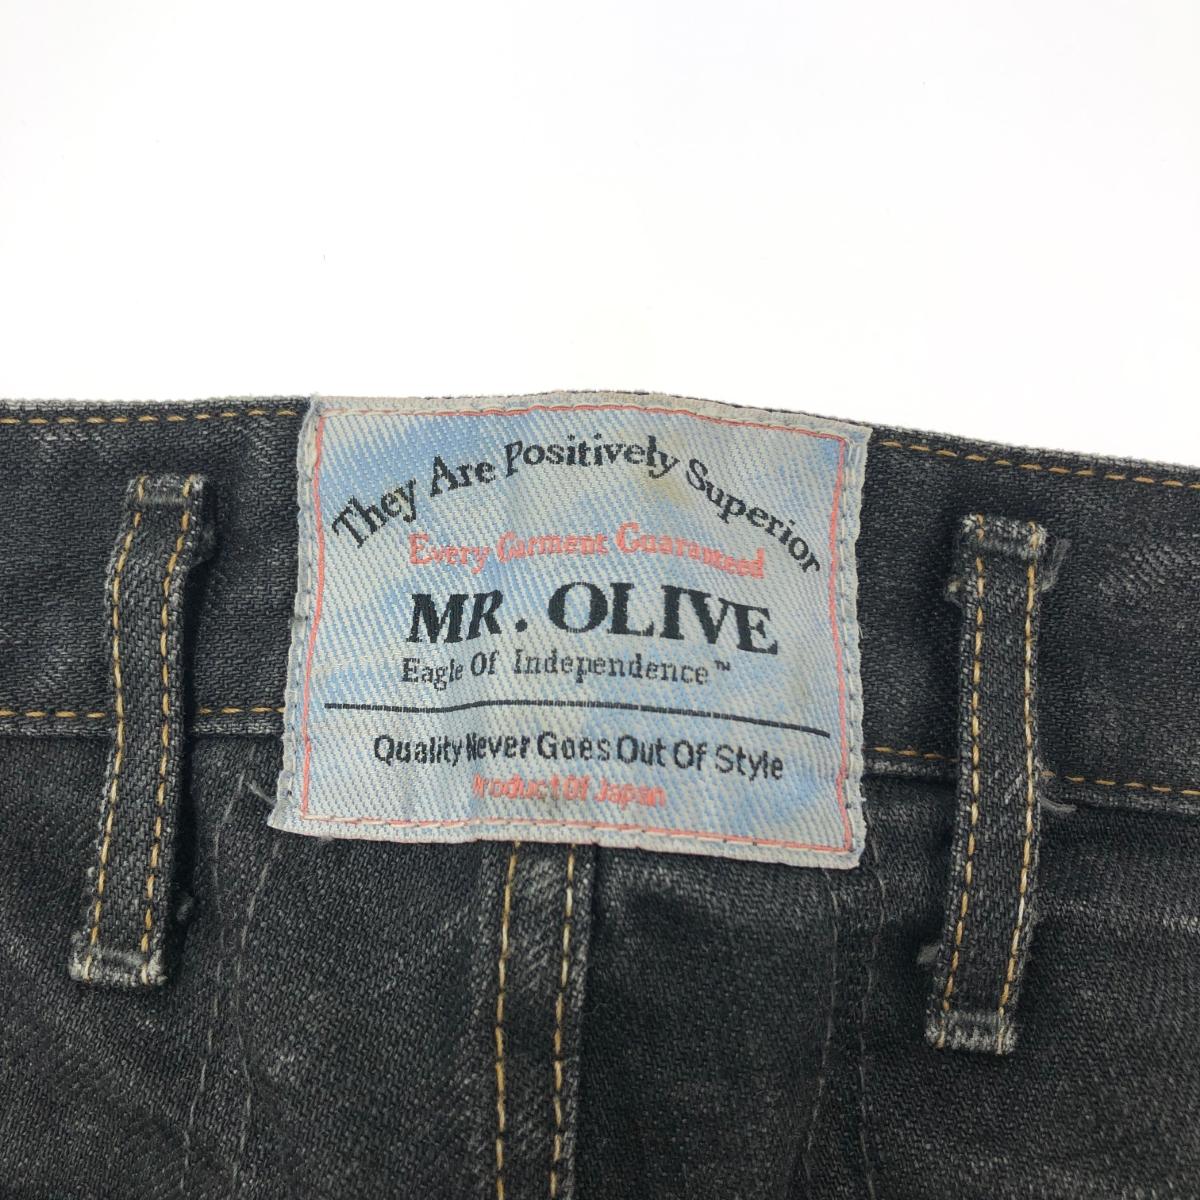 They Are Positively Superior
Every Garment Guaranteed
MR. OLIVE
Eagle Of Independence™
Quality Never Goes Out Of Style
Product Of Japan